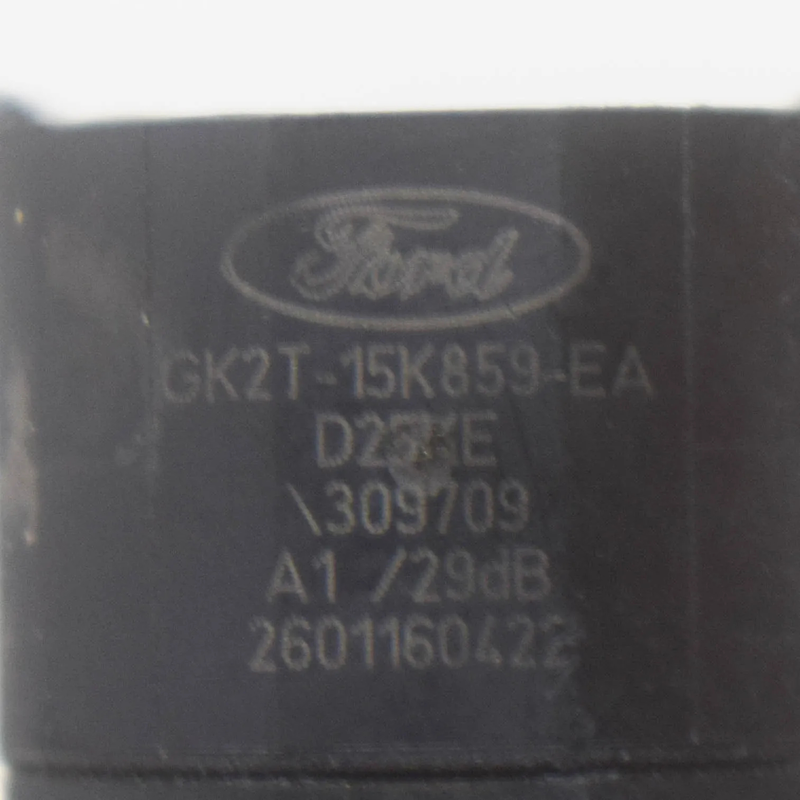 Ford
GK2T-15K859-EA
\309709
A1 /29dB
2601160422